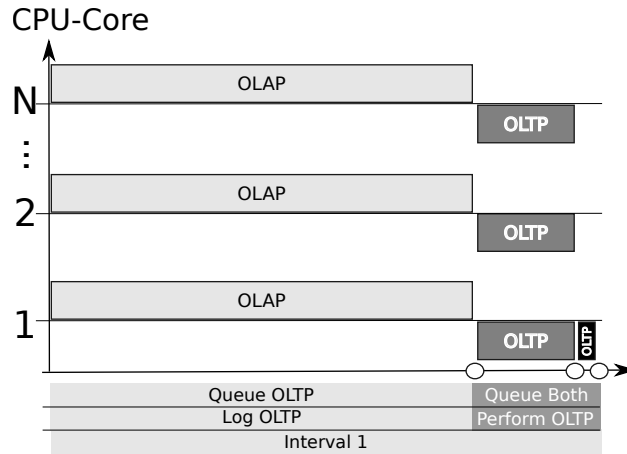 CPU-Core
OLAP
N
OLTP
⋮
OLAP
2
OLTP
OLAP
1
OLTP
OLTP
Queue OLTP Queue Both
Log OLTP Perform OLTP
Interval 1